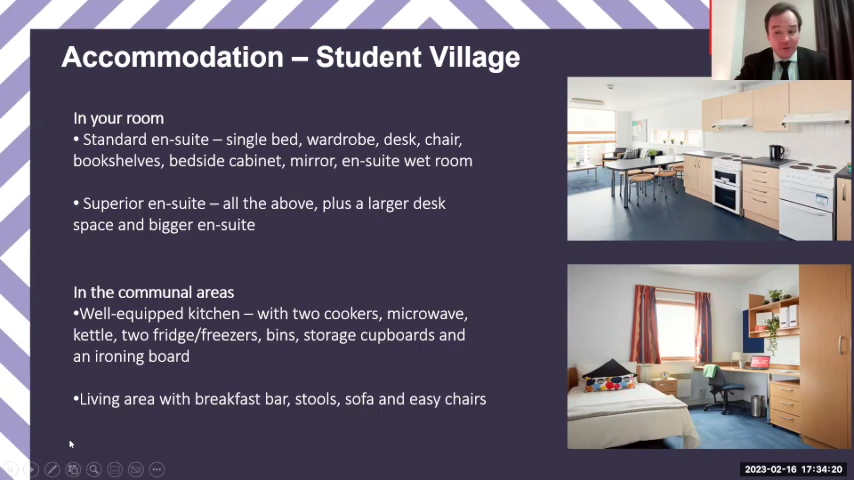 Accommodation – Student Village
In your room
• Standard en-suite – single bed, wardrobe, desk, chair,
bookshelves, bedside cabinet, mirror, en-suite wet room
• Superior en-suite – all the above, plus a larger desk
space and bigger en-suite
In the communal areas
•Well-equipped kitchen – with two cookers, microwave,
kettle, two fridge/freezers, bins, storage cupboards and
an ironing board
•Living area with breakfast bar, stools, sofa and easy chairs
2023-02-16 17:34:20